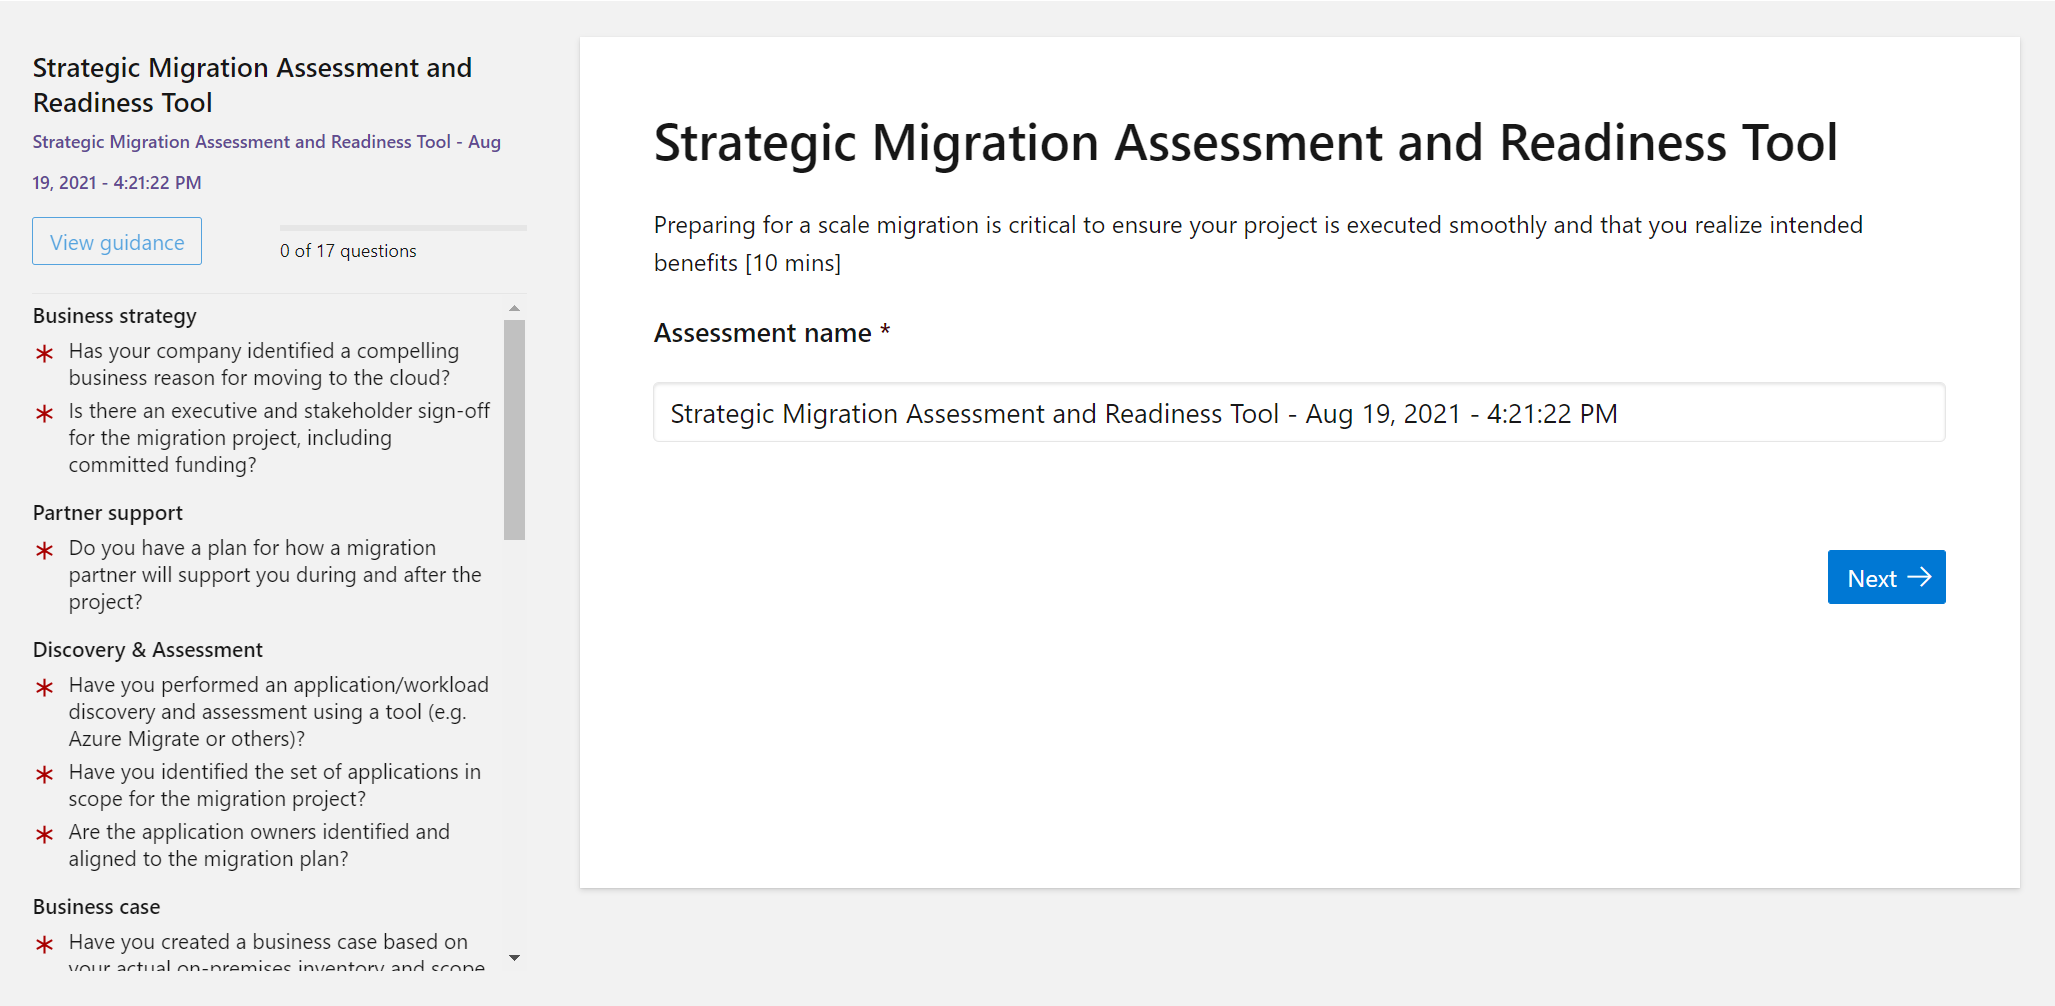 Strategic Migration Assessment and
Readiness Tool
Strategic Migration Assessment and Readiness Tool - Aug
19, 2021 - 4:21:22 PM
View guidance
0 of 17 questions
Business strategy
* Has your company identified a compelling
business reason for moving to the cloud?
* Is there an executive and stakeholder sign-off
for the migration project, including
committed funding?
Partner support
* Do you have a plan for how a migration
partner will support you during and after the
project?
Discovery & Assessment
* Have you performed an application/workload
discovery and assessment using a tool (e.g.
Azure Migrate or others)?
* Have you identified the set of applications in
scope for the migration project?
* Are the application owners identified and
aligned to the migration plan?
Business case
* Have you created a business case based on
your actual on-premises inventory and scope
Strategic Migration Assessment and Readiness Tool
Preparing for a scale migration is critical to ensure your project is executed smoothly and that you realize intended
benefits [10 mins]
Assessment name *
Strategic Migration Assessment and Readiness Tool - Aug 19, 2021 - 4:21:22 PM
Next →